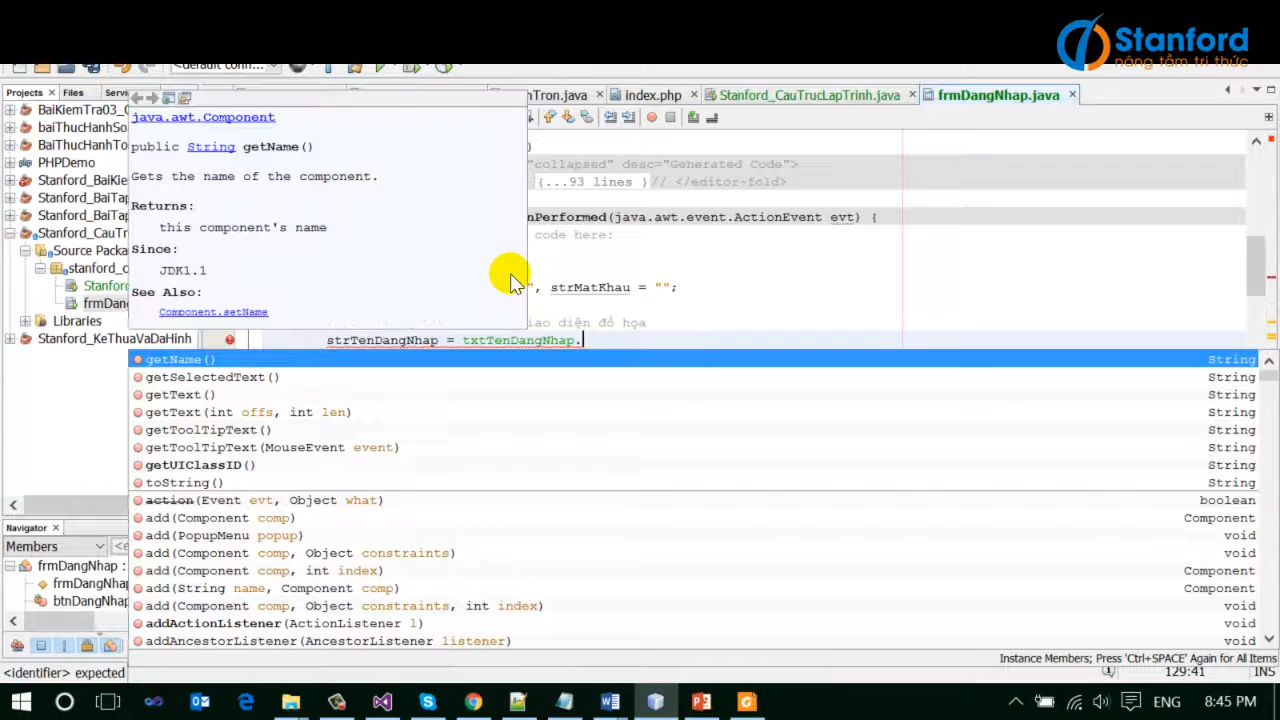 Stanford
nâng tầm tri thức
<default conn...
Projects Files Servi
nTron.java index.php Stanford_CauTrucLapTrinh.java frmDangNhap.java
BaiKiemTra03_C
baiThucHanhSo
BaiThucHanhTo
PHPDemo
Stanford_BaiKie
Stanford_BaiTap
Stanford_BaiTap
Stanford_CauTr
Source Packa
stanford_c
Stanfor
frmDan
Libraries
Stanford_KeThuaVaDaHinh
java.awt.Component
public String getName()
Gets the name of the component.
Returns:
this component's name
Since:
JDK1.1
See Also:
Component.setName
"collapsed" desc="Generated Code">
(...93 lines )// </editor-fold>
nPerformed(java.awt.event.ActionEvent evt) {
code here:
", strMatKhau = "";
iao diện đồ họa
strTenDangNhap = txtTenDangNhap.
getName() String
getSelectedText() String
getText() String
getText(int offs, int len) String
getToolTipText() String
getToolTipText(MouseEvent event) String
getUIClassID() String
toString() String
action(Event evt, Object what) boolean
add(Component comp) Component
add(PopupMenu popup) void
add(Component comp, Object constraints) void
add(Component comp, int index) Component
add(String name, Component comp) Component
add(Component comp, Object constraints, int index) void
addActionListener(ActionListener l) void
addAncestorListener(AncestorListener listener) void
Instance Members; Press 'Ctrl+SPACE' Again for All Items
Navigator
Members <e
frmDangNhap :
frmDangNha
btnDangNhap
<identifier> expected
129:41 INS
ENG 8:45 PM